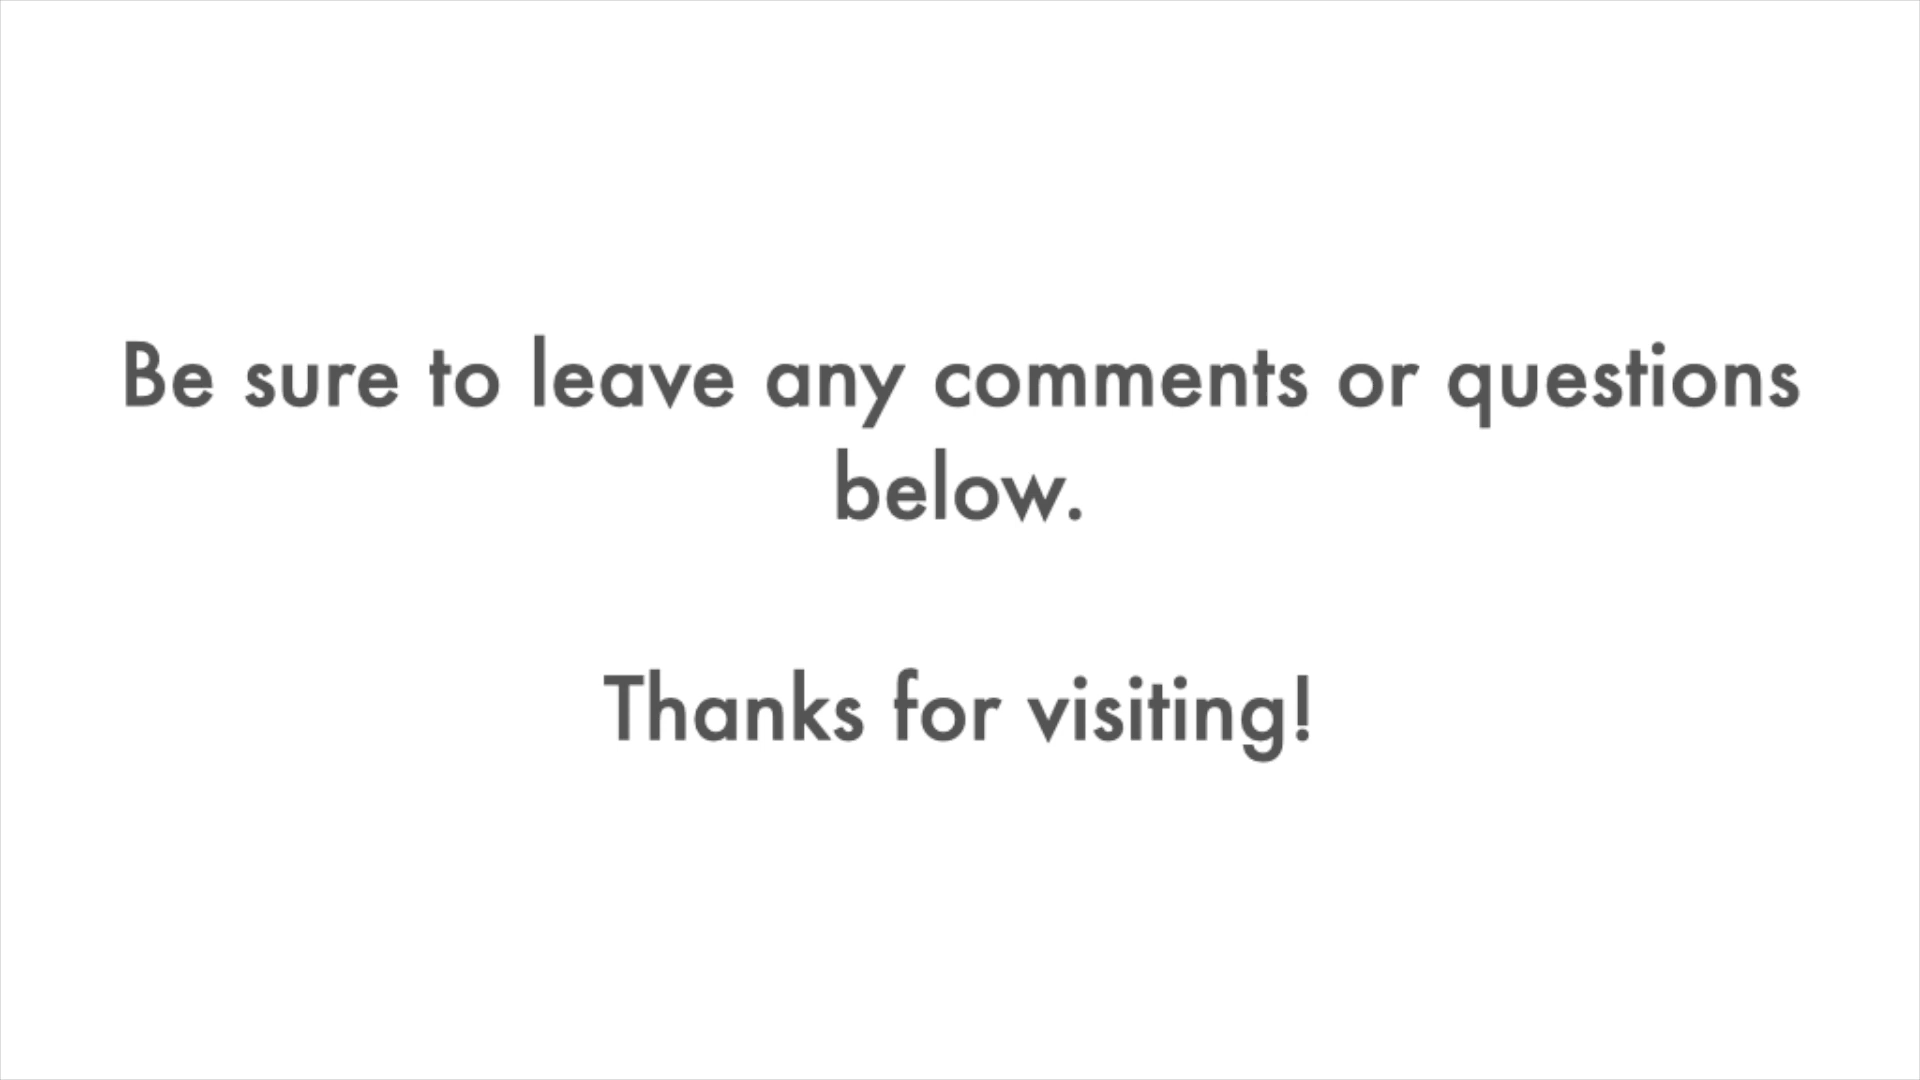 Be sure to leave any comments or questions
below.
Thanks for visiting!